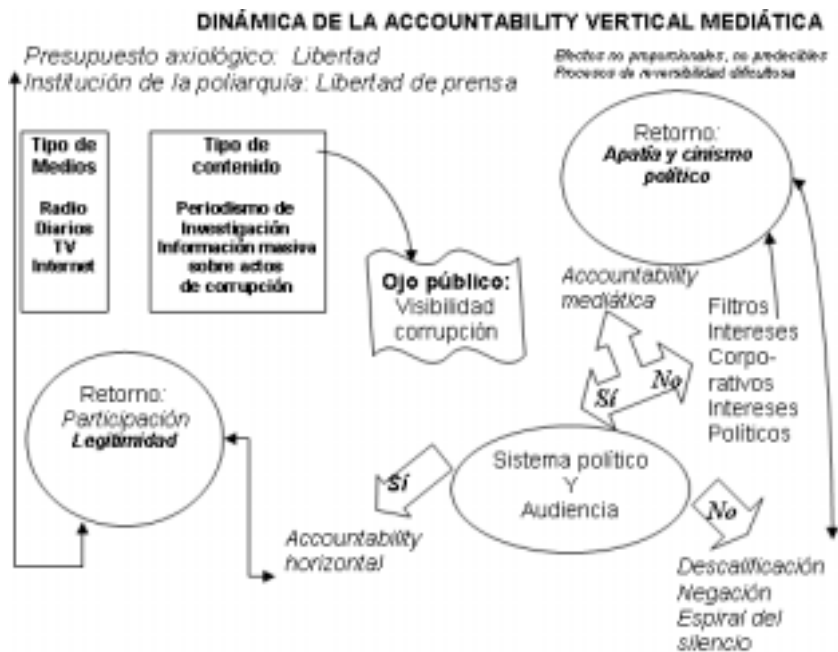 DINÁMICA DE LA ACCOUNTABILITY VERTICAL MEDIÁTICA
Presupuesto axiológico: Libertad
Institución de la poliarquía: Libertad de prensa
Efectos no proporcionales, no predecibles
Procesos de reversibilidad dificultosa
Tipo de
Medios
Radio
Diarios
TV
Internet
Tipo de
contenido
Periodismo de
Investigación
Información masiva
sobre actos
de corrupción
Ojo público:
Visibilidad
corrupción
Retorno:
Apatía y cinismo
político
Accountability
mediática
Filtros
Intereses
Corpo-
rativos
Intereses
Políticos
Sí
No
Retorno:
Participación
Legitimidad
Sistema político
Y
Audiencia
Sí
Accountability
horizontal
No
Descalificación
Negación
Espiral del
silencio